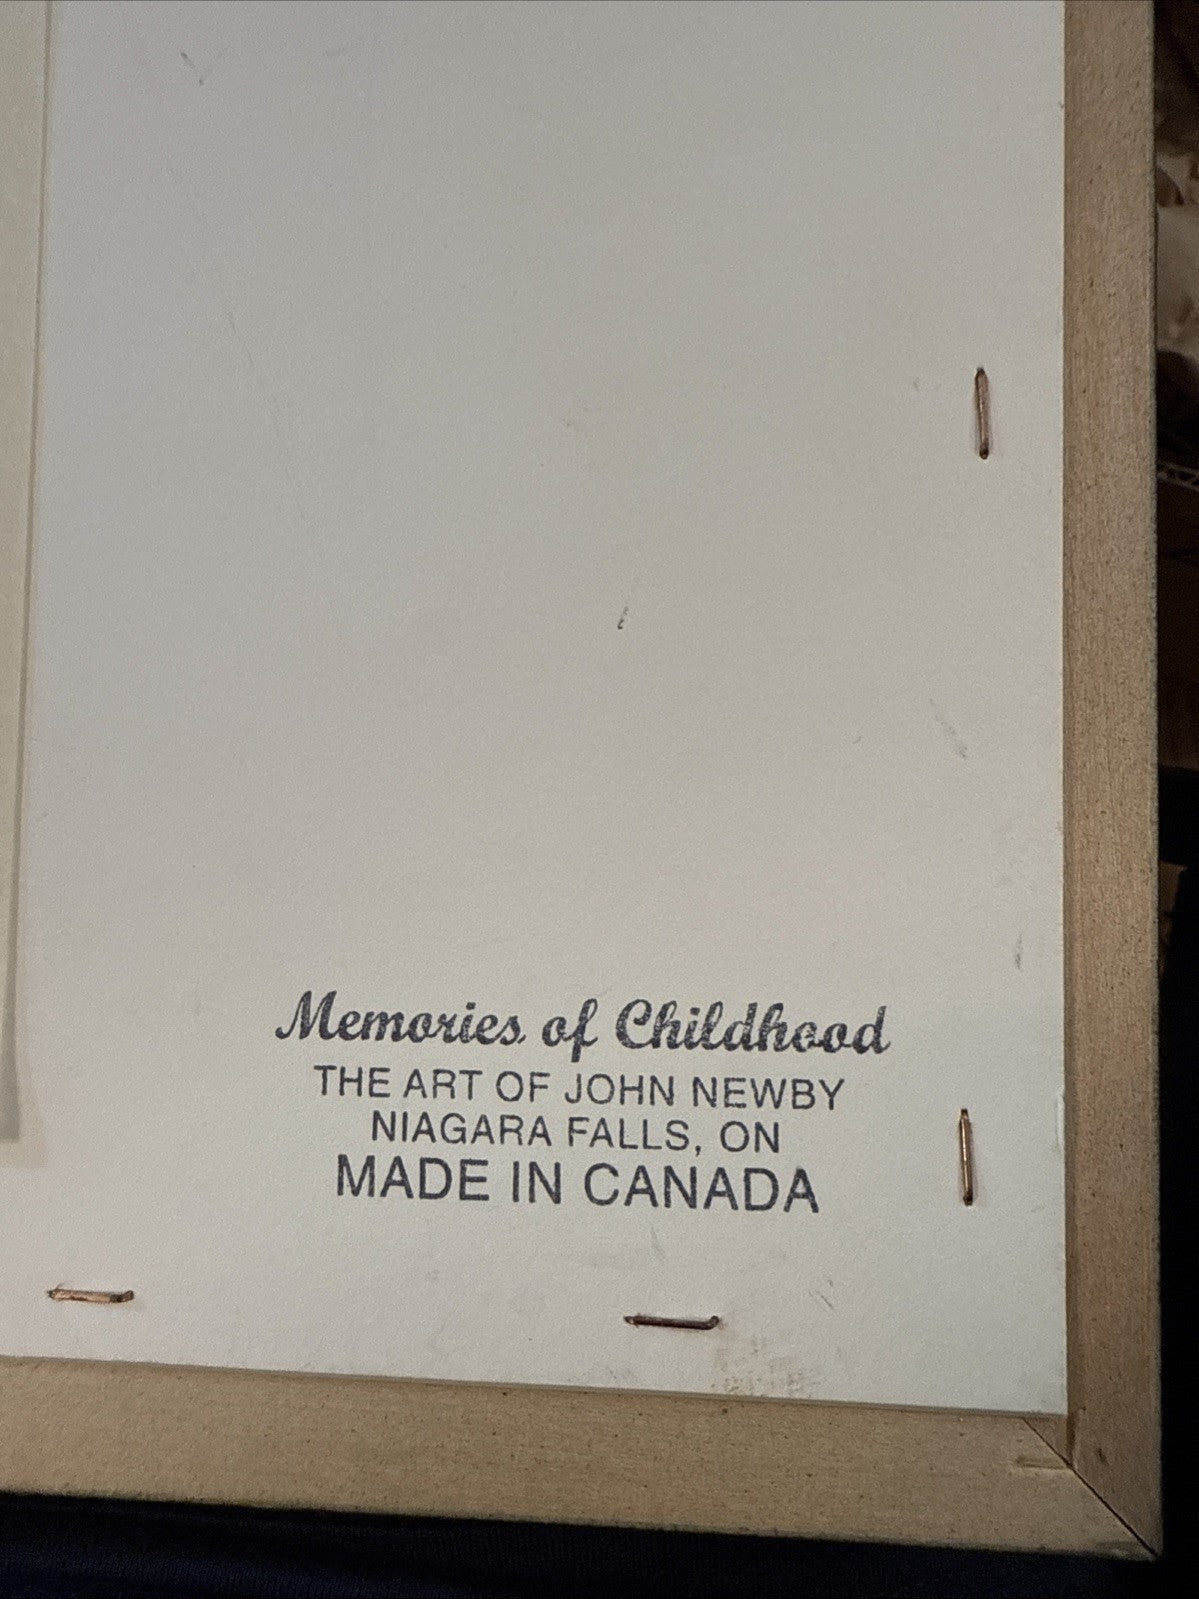 Memories of Childhood
THE ART OF JOHN NEWBY
NIAGARA FALLS, ON
MADE IN CANADA